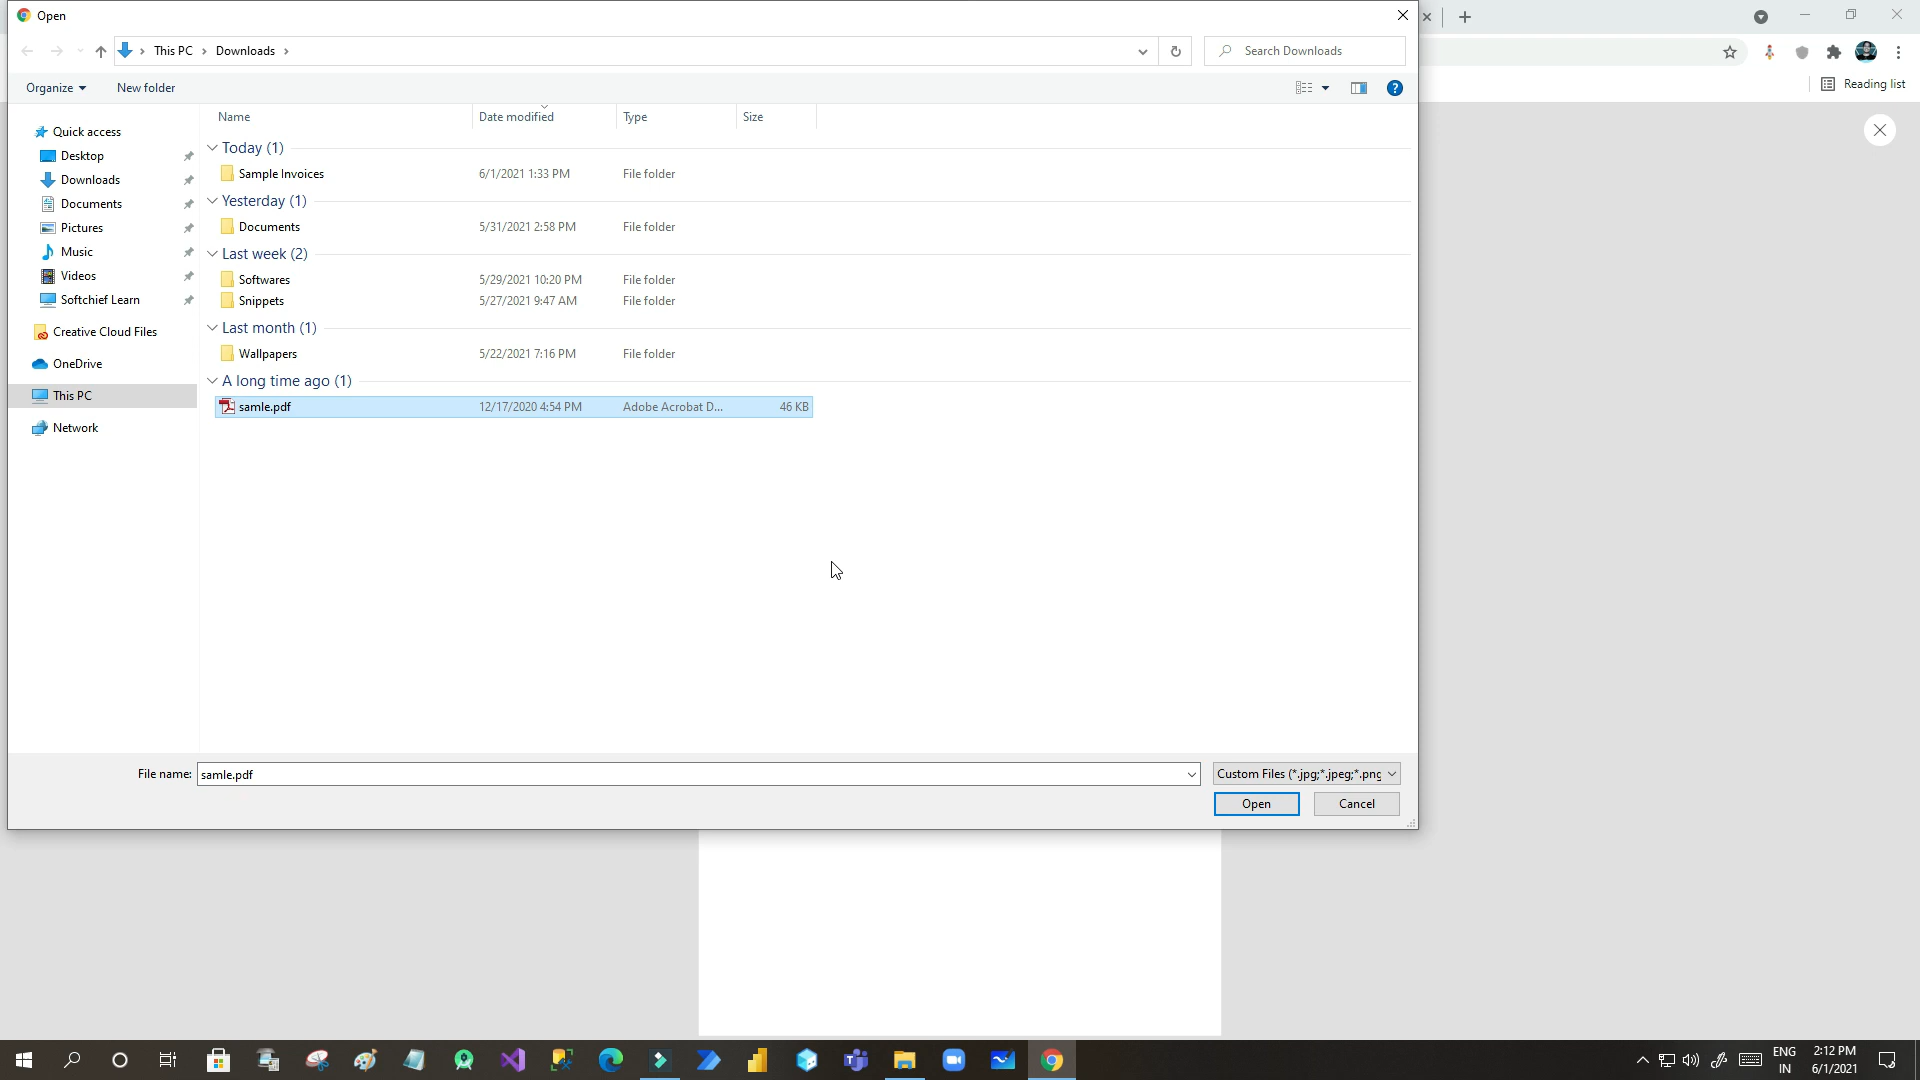 Open
This PC
Downloads
Search Downloads
Organize
New folder
Reading list
Name
Date modified
Type
Size
Quick access
Desktop
Downloads
Documents
Pictures
Music
Videos
Softchief Learn
Creative Cloud Files
OneDrive
This PC
Network
Today (1)
Sample Invoices 6/1/2021 1:33 PM File folder
Yesterday (1)
Documents 5/31/2021 2:58 PM File folder
Last week (2)
Softwares 5/29/2021 10:20 PM File folder
Snippets 5/27/2021 9:47 AM File folder
Last month (1)
Wallpapers 5/22/2021 7:16 PM File folder
A long time ago (1)
samle.pdf 12/17/2020 4:54 PM Adobe Acrobat D... 46 KB
File name: samle.pdf
Custom Files (*.jpg;*.jpeg;*.png
Open
Cancel
ENG
IN
2:12 PM
6/1/2021